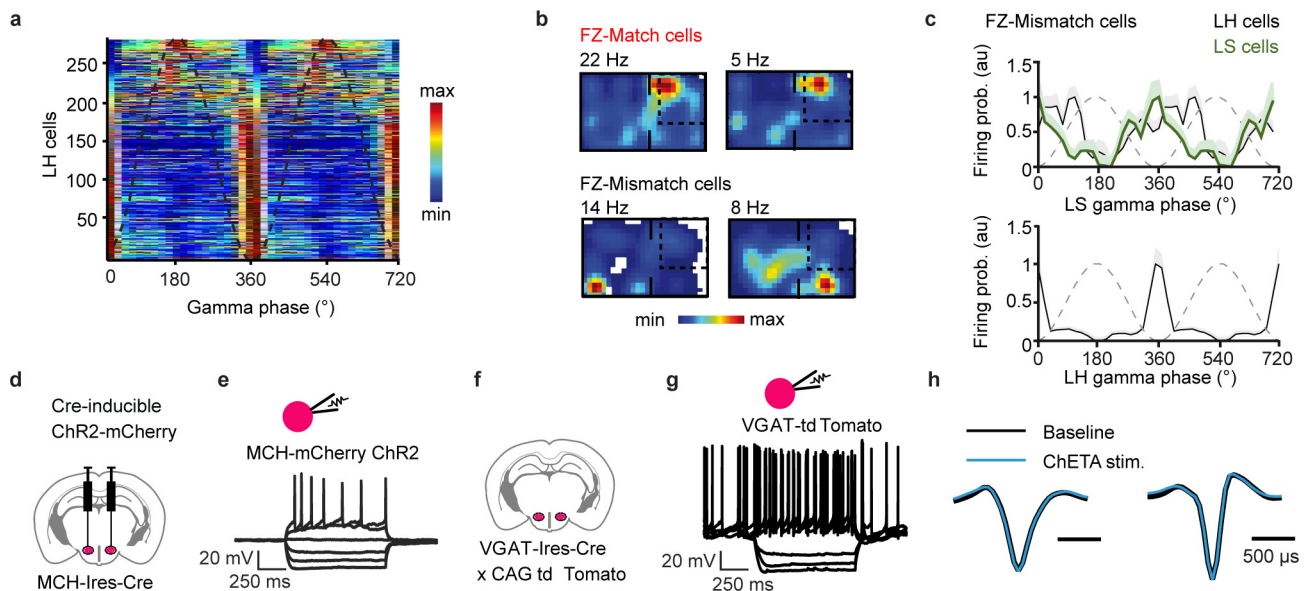 a
LH cells
250
200
150
100
50
0
180
360
540
720
Gamma phase (°)
max
min
b
FZ-Match cells
22 Hz
5 Hz
FZ-Mismatch cells
14 Hz
8 Hz
min
max
c
FZ-Mismatch cells
LH cells
LS cells
Firing prob. (au)
1.5
1
0.5
0
0
180
360
540
720
LS gamma phase (°)
Firing prob. (au)
1.5
1
0.5
0
0
180
360
540
720
LH gamma phase (°)
d
Cre-inducible
ChR2-mCherry
MCH-Ires-Cre
e
MCH-mCherry ChR2
20 mV
250 ms
f
VGAT-Ires-Cre
x CAG td Tomato
g
VGAT-td Tomato
20 mV
250 ms
h
Baseline
ChETA stim.
500 µs